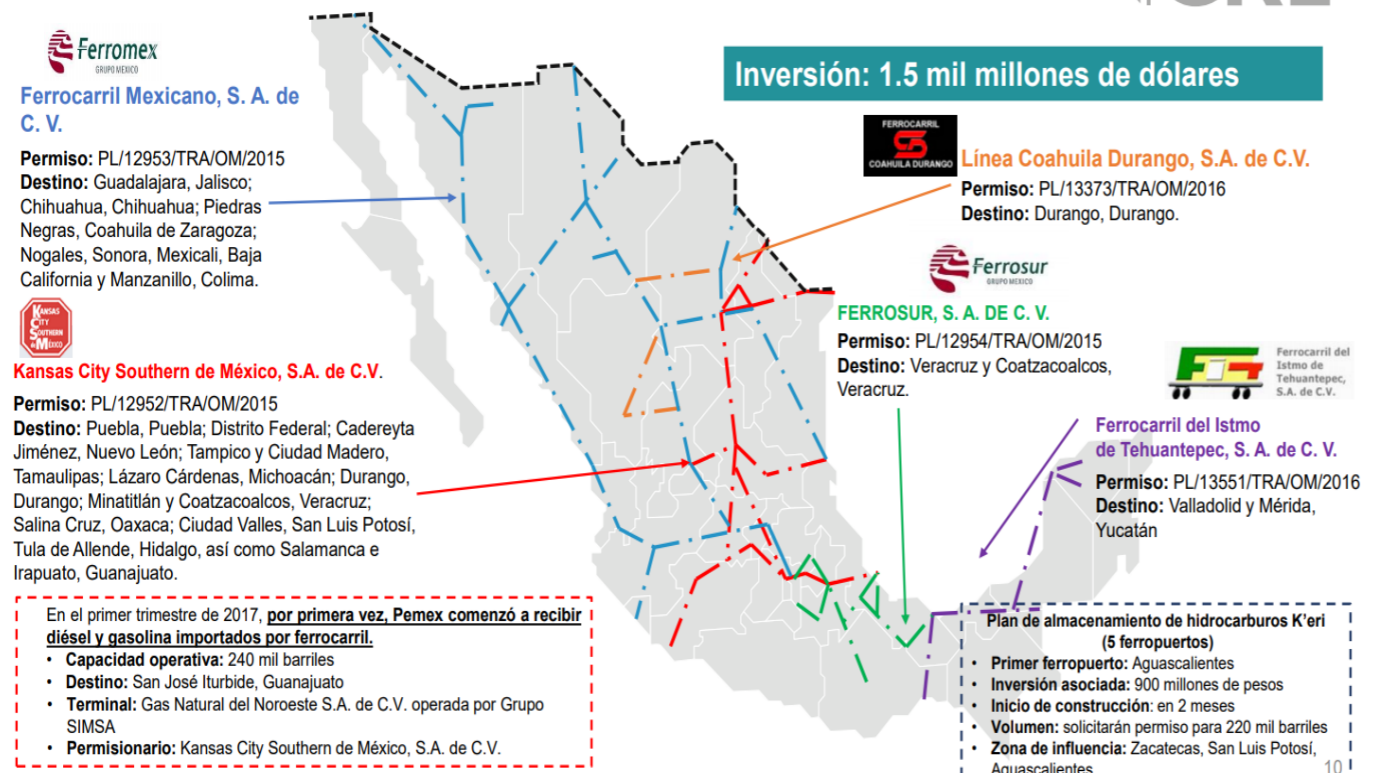 Ferromex
GRUPO MEXICO
Ferrocarril Mexicano, S. A. de
C. V.
Permiso: PL/12953/TRA/OM/2015
Destino: Guadalajara, Jalisco;
Chihuahua, Chihuahua; Piedras
Negras, Coahuila de Zaragoza;
Nogales, Sonora, Mexicali, Baja
California y Manzanillo, Colima.
KANSAS
CITY
SOUTHERN
de MÉXICO
Kansas City Southern de México, S.A. de C.V.
Permiso: PL/12952/TRA/OM/2015
Destino: Puebla, Puebla; Distrito Federal; Cadereyta
Jiménez, Nuevo León; Tampico y Ciudad Madero,
Tamaulipas; Lázaro Cárdenas, Michoacán; Durango,
Durango; Minatitlán y Coatzacoalcos, Veracruz;
Salina Cruz, Oaxaca; Ciudad Valles, San Luis Potosí,
Tula de Allende, Hidalgo, así como Salamanca e
Irapuato, Guanajuato.
En el primer trimestre de 2017, por primera vez, Pemex comenzó a recibir
diésel y gasolina importados por ferrocarril.
• Capacidad operativa: 240 mil barriles
• Destino: San José Iturbide, Guanajuato
• Terminal: Gas Natural del Noroeste S.A. de C.V. operada por Grupo
SIMSA
• Permisionario: Kansas City Southern de México, S.A. de C.V.
Inversión: 1.5 mil millones de dólares
FERROCARRIL
COAHUILA DURANGO
Línea Coahuila Durango, S.A. de C.V.
Permiso: PL/13373/TRA/OM/2016
Destino: Durango, Durango.
Ferrosur
GRUPO MEXICO
FERROSUR, S. A. DE C. V.
Permiso: PL/12954/TRA/OM/2015
Destino: Veracruz y Coatzacoalcos,
Veracruz.
Ferrocarril del
Istmo de
Tehuantepec,
S.A. de C.V.
Ferrocarril del Istmo
de Tehuantepec, S. A. de C. V.
Permiso: PL/13551/TRA/OM/2016
Destino: Valladolid y Mérida,
Yucatán
Plan de almacenamiento de hidrocarburos K'eri
(5 ferropuertos)
• Primer ferropuerto: Aguascalientes
• Inversión asociada: 900 millones de pesos
• Inicio de construcción: en 2 meses
• Volumen: solicitarán permiso para 220 mil barriles
• Zona de influencia: Zacatecas, San Luis Potosí,
Aguascalientes
10